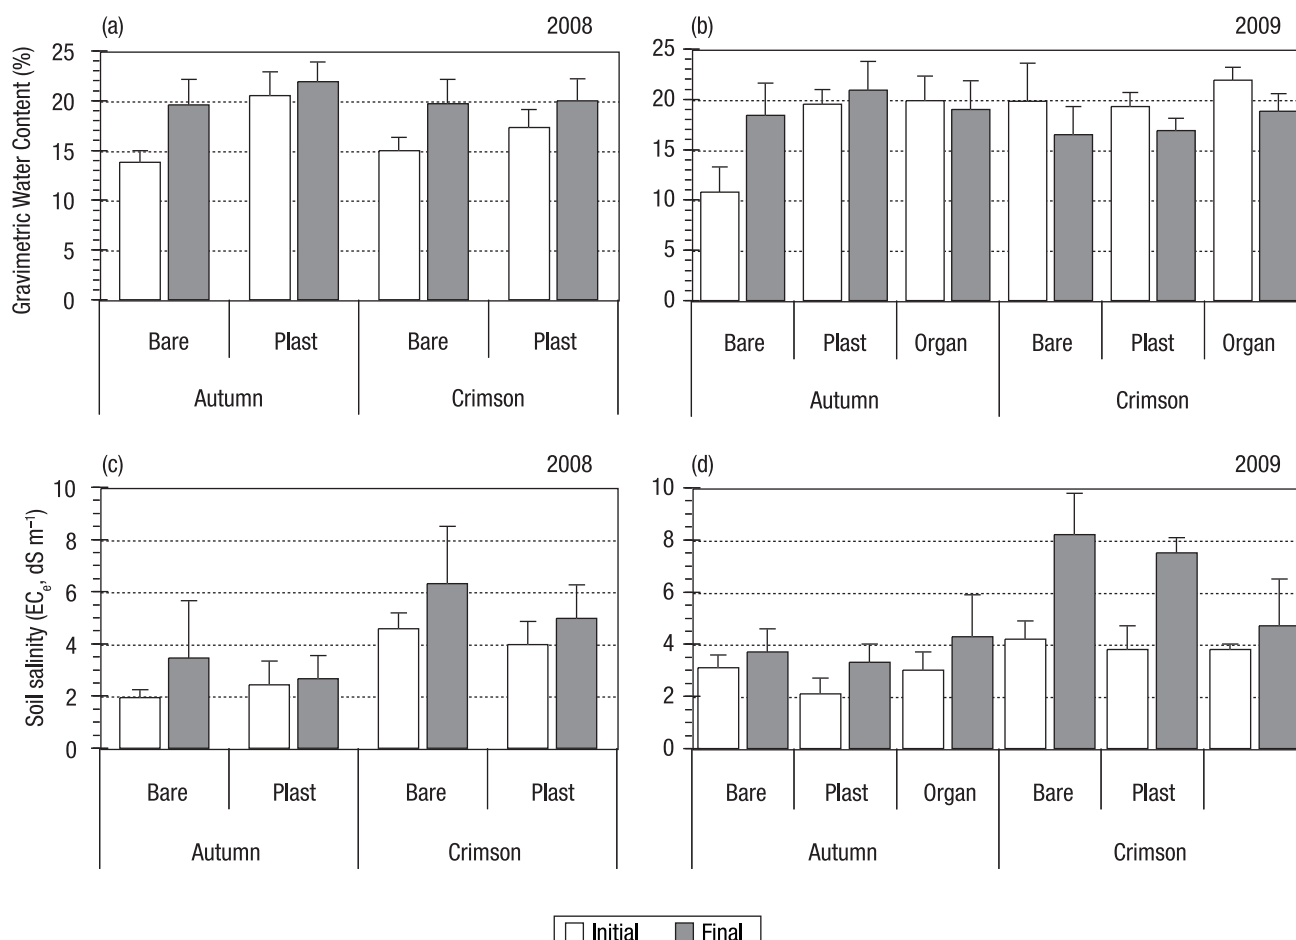 (a) 2008
Gravimetric Water Content (%)
25
20
15
10
5
0
Bare Plast Bare Plast
Autumn Crimson
(b) 2009
25
20
15
10
5
0
Bare Plast Organ Bare Plast Organ
Autumn Crimson
(c) 2008
Soil salinity (ECe, dS m–1)
10
8
6
4
2
0
Bare Plast Bare Plast
Autumn Crimson
(d) 2009
10
8
6
4
2
0
Bare Plast Organ Bare Plast
Autumn Crimson
Initial Final